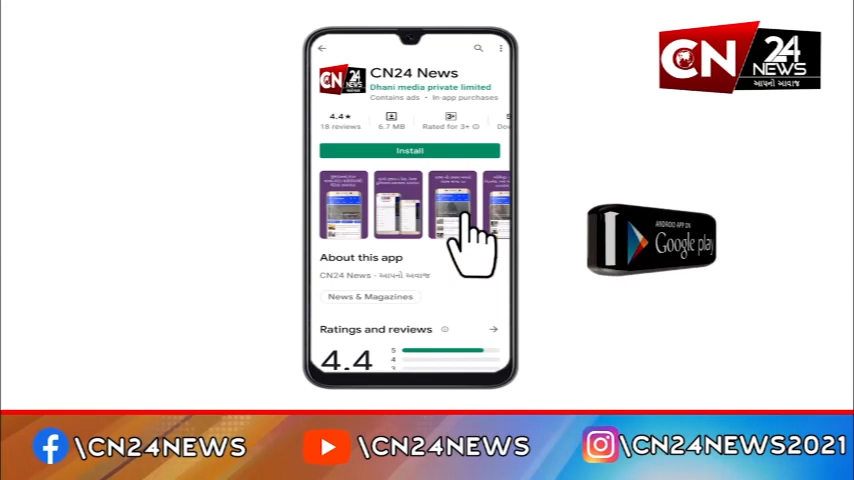 CN24 News
Dhani media private limited
Contains ads • In-app purchases
4.4★
18 reviews
6.7 MB
3+
Rated for 3+
Install
About this app
CN24 News - આપનો અવાજ
News & Magazines
Ratings and reviews
4.4
5
4
3
CN 24 NEWS
આપનો અવાજ
ANDROID APP ON
Google play
\CN24NEWS
\CN24NEWS
\CN24NEWS2021